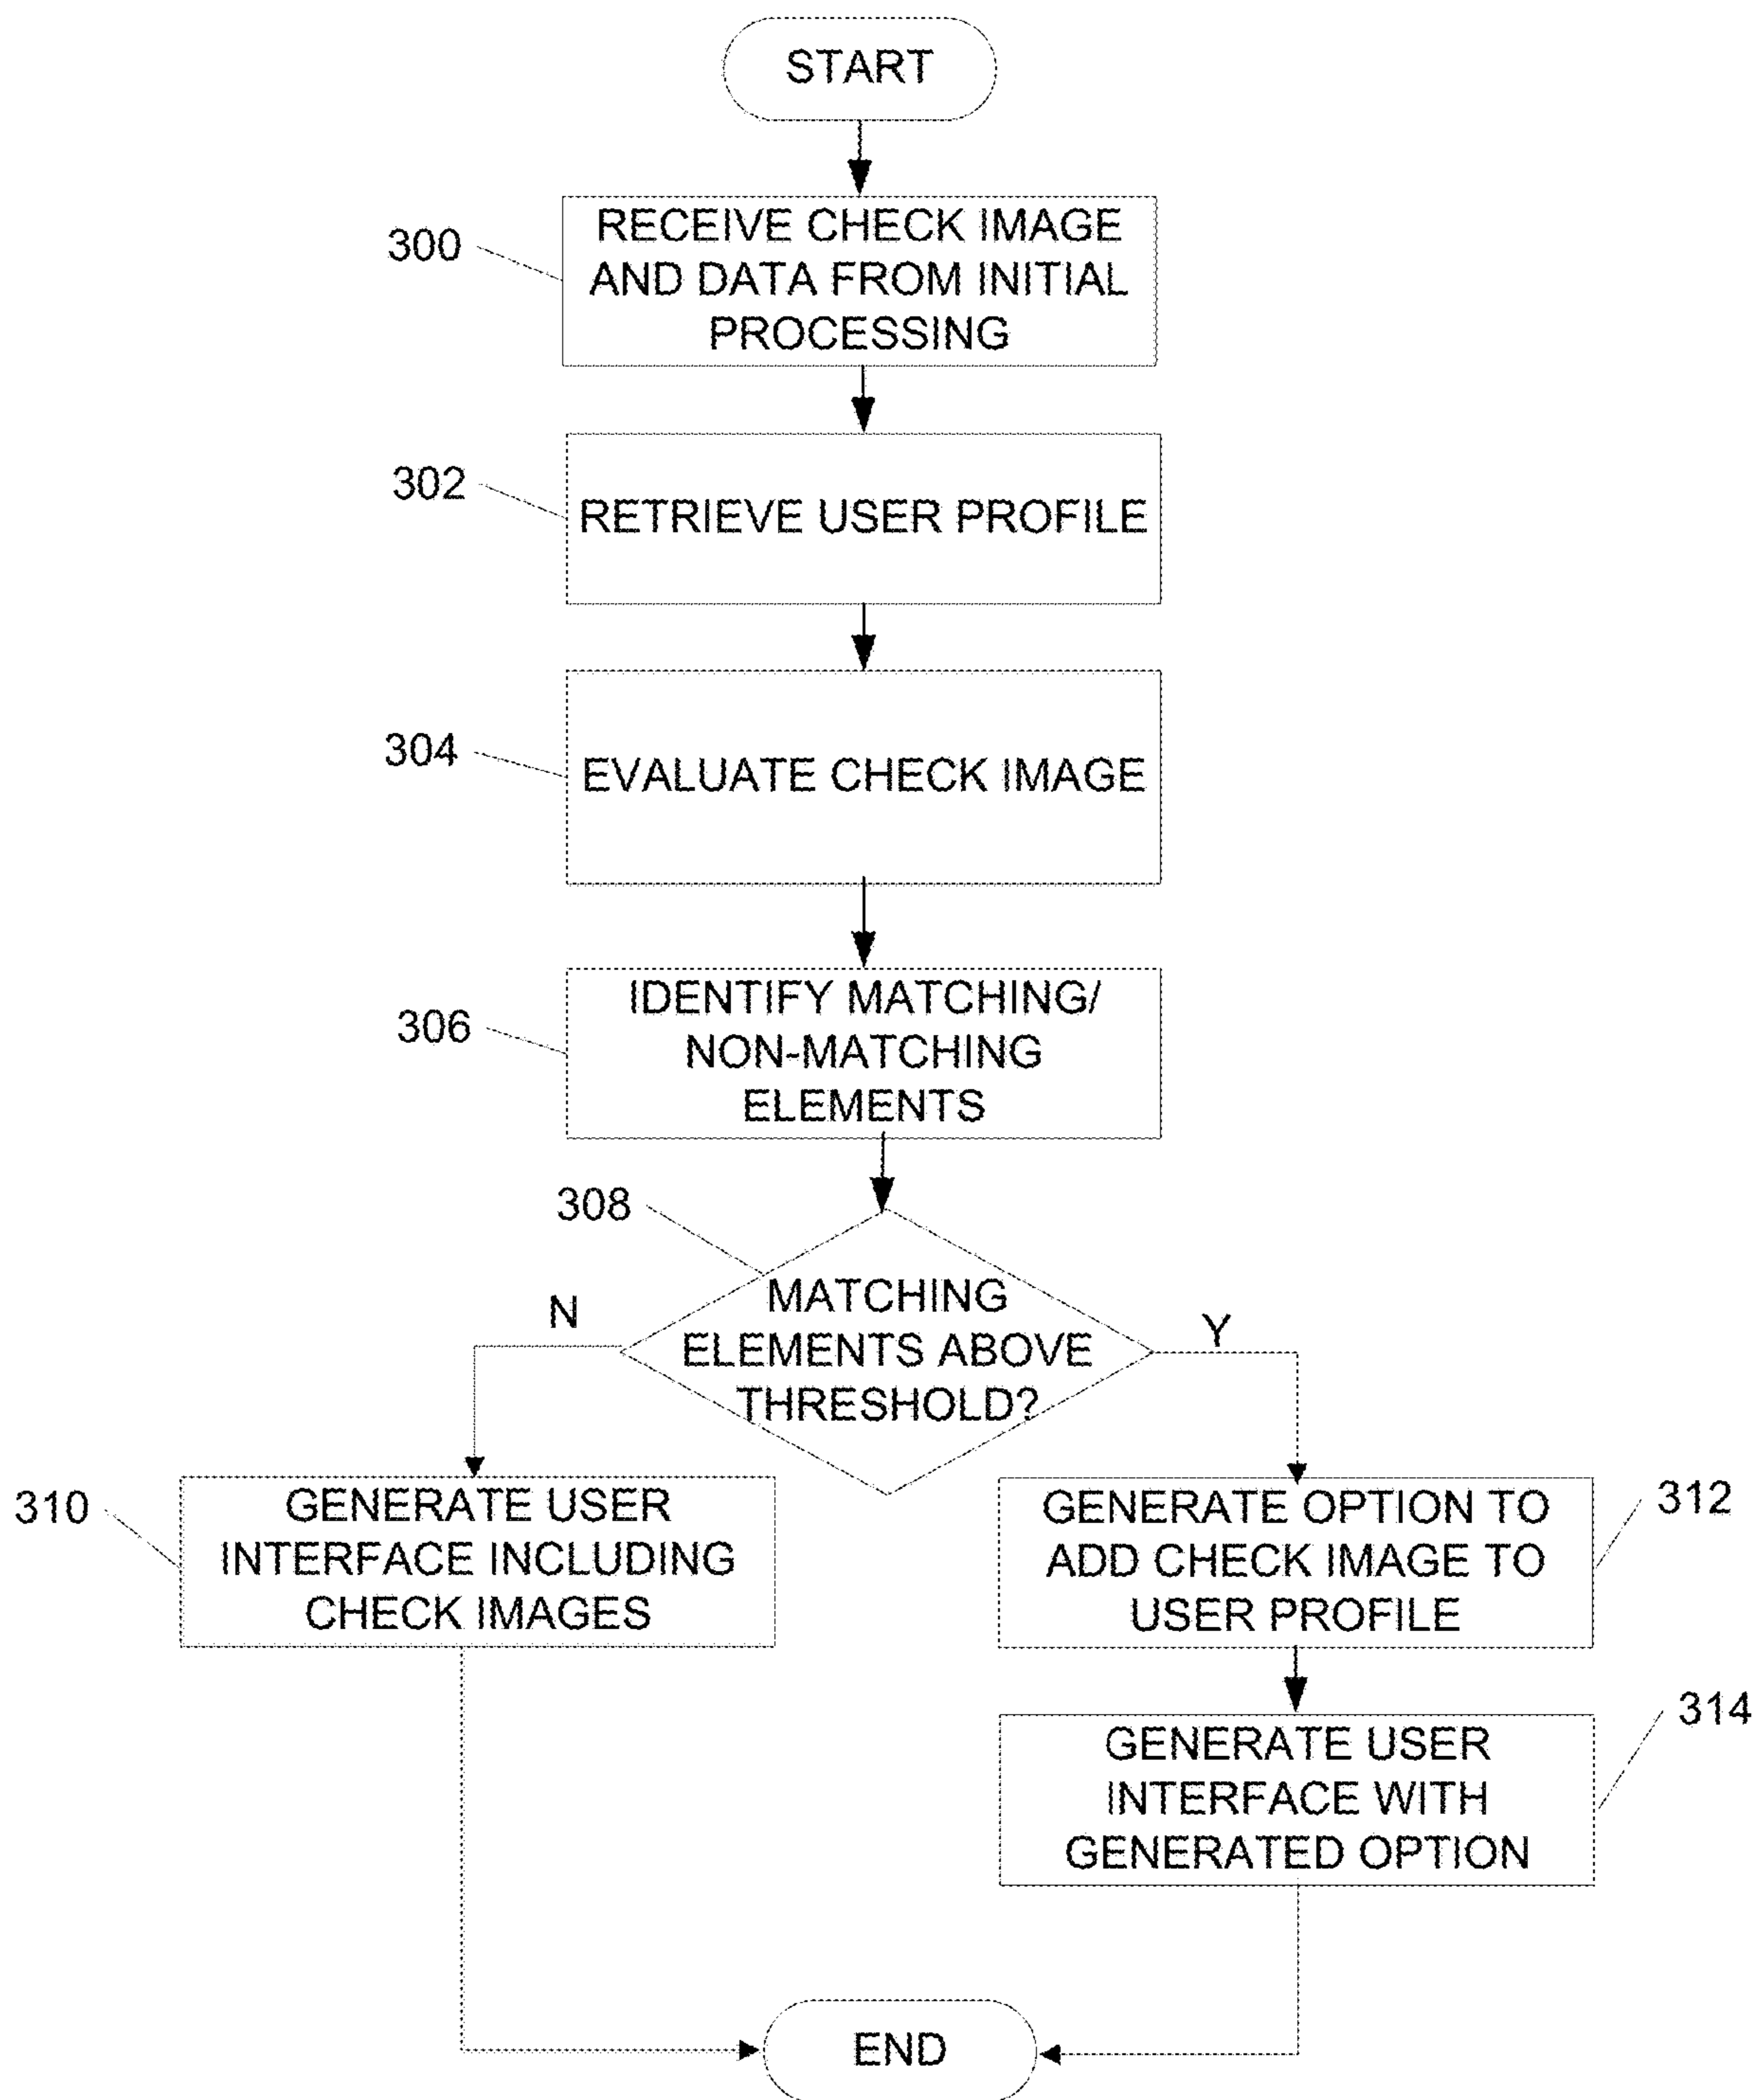 START
300
RECEIVE CHECK IMAGE
AND DATA FROM INITIAL
PROCESSING
302
RETRIEVE USER PROFILE
304
EVALUATE CHECK IMAGE
306
IDENTIFY MATCHING/
NON-MATCHING
ELEMENTS
308
MATCHING
ELEMENTS ABOVE
THRESHOLD?
N
Y
310
GENERATE USER
INTERFACE INCLUDING
CHECK IMAGES
312
GENERATE OPTION TO
ADD CHECK IMAGE TO
USER PROFILE
314
GENERATE USER
INTERFACE WITH
GENERATED OPTION
END